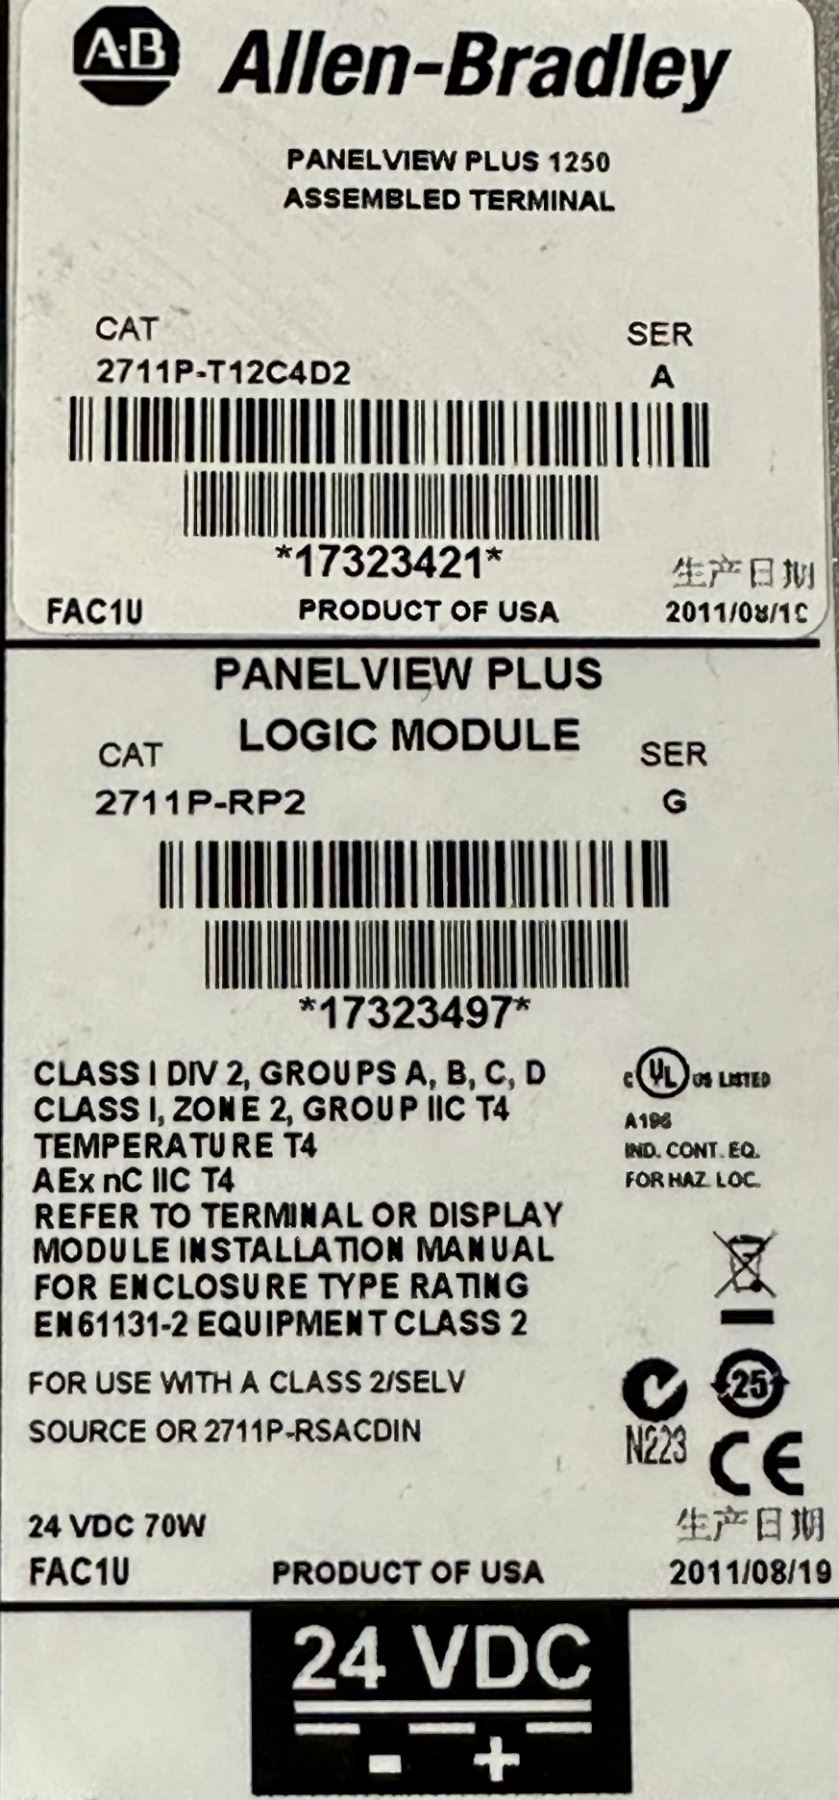 A-B Allen-Bradley
PANELVIEW PLUS 1250
ASSEMBLED TERMINAL
CAT SER
2711P-T12C4D2 A
*17323421*
生产日期
FAC1U PRODUCT OF USA
PANELVIEW PLUS
LOGIC MODULE
CAT SER
2711P-RP2 G
*17323497*
CLASS I DIV 2, GROUPS A, B, C, D
CLASS I, ZONE 2, GROUP IIC T4
TEMPERATURE T4
AEx nC IIC T4
REFER TO TERMINAL OR DISPLAY
MODULE INSTALLATION MANUAL
FOR ENCLOSURE TYPE RATING
EN61131-2 EQUIPMENT CLASS 2
C UL US LISTED
A196
IND. CONT. EQ.
FOR HAZ. LOC.
FOR USE WITH A CLASS 2/SELV
SOURCE OR 2711P-RSACDIN
25
N223
CE
24 VDC 70W
生产日期
FAC1U PRODUCT OF USA 2011/08/19
24 VDC
- +